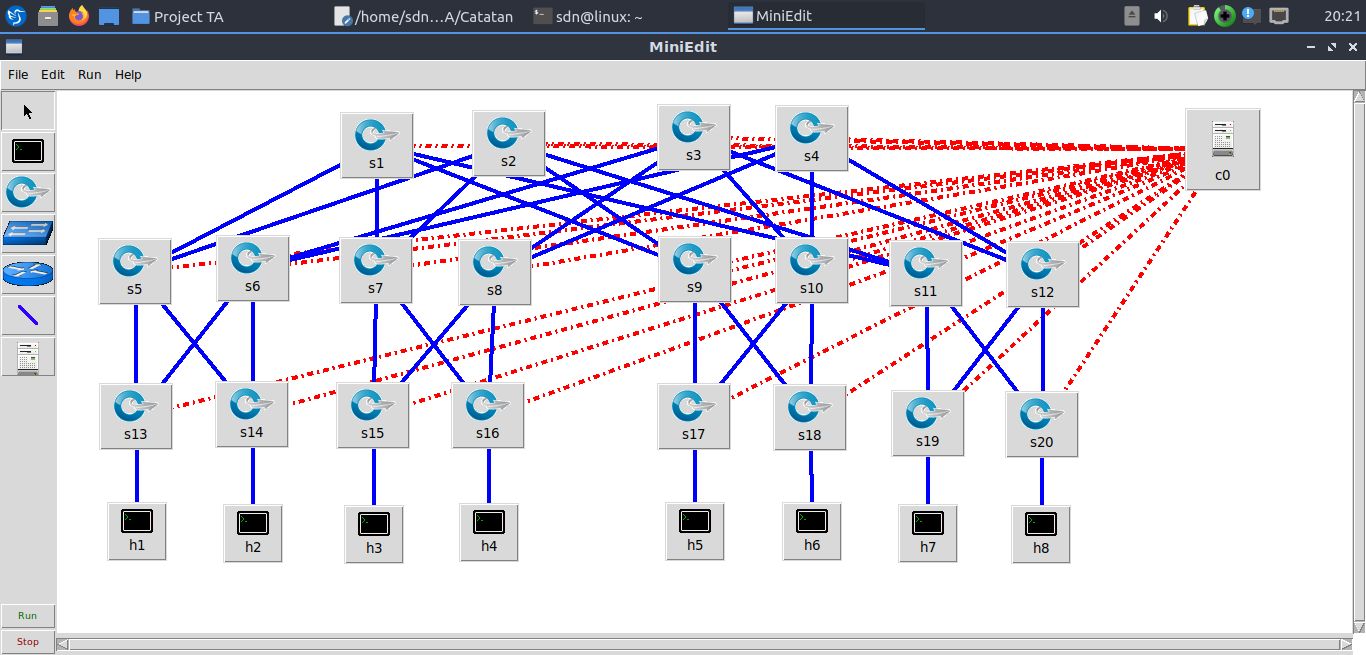 Project TA
/home/sdn...A/Catatan
sdn@linux: ~
MiniEdit
20:21
MiniEdit
File Edit Run Help
s1 s2 s3 s4 c0
s5 s6 s7 s8 s9 s10 s11 s12
s13 s14 s15 s16 s17 s18 s19 s20
h1 h2 h3 h4 h5 h6 h7 h8
Run
Stop